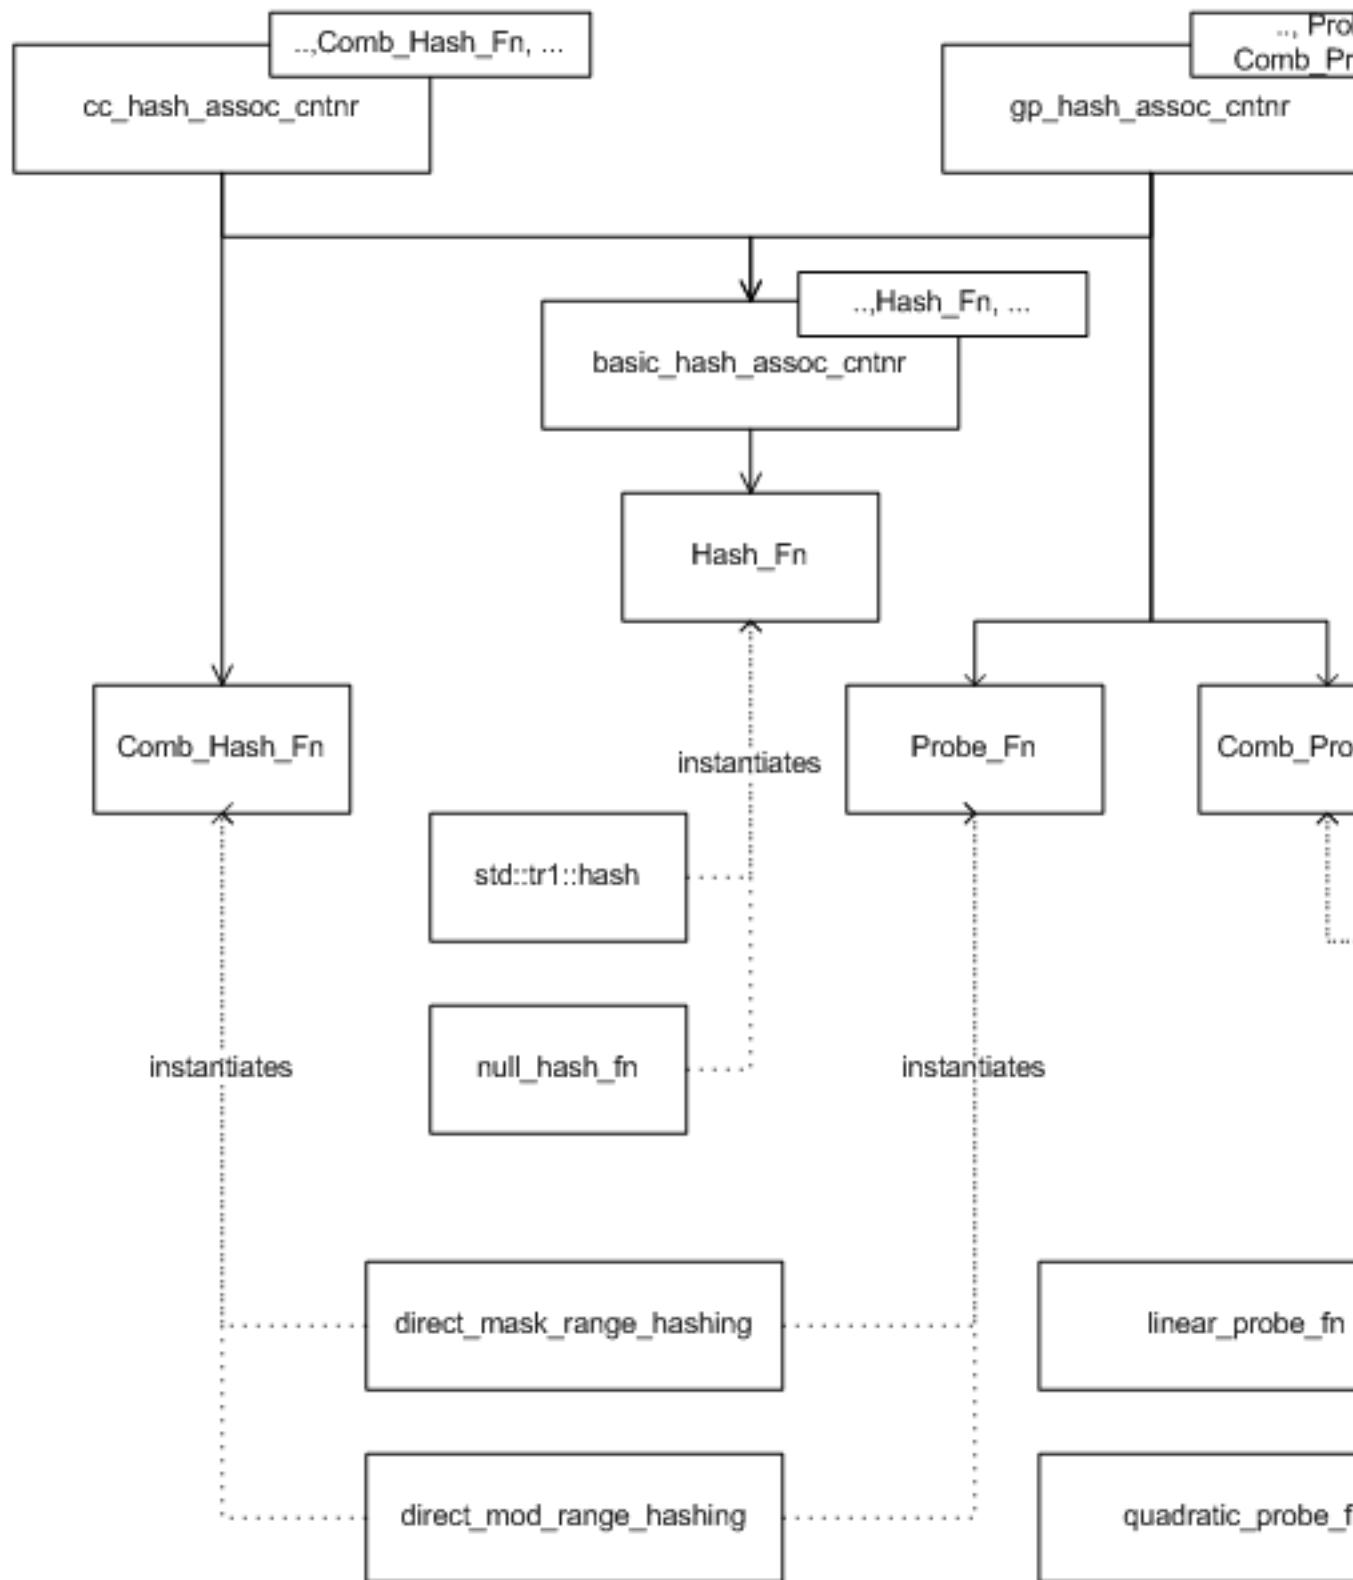 ..,Comb_Hash_Fn, ...
cc_hash_assoc_cntnr
gp_hash_assoc_cntnr
..,Hash_Fn, ...
basic_hash_assoc_cntnr
Hash_Fn
Comb_Hash_Fn
Probe_Fn
instantiates
std::tr1::hash
null_hash_fn
instantiates
instantiates
direct_mask_range_hashing
linear_probe_fn
direct_mod_range_hashing